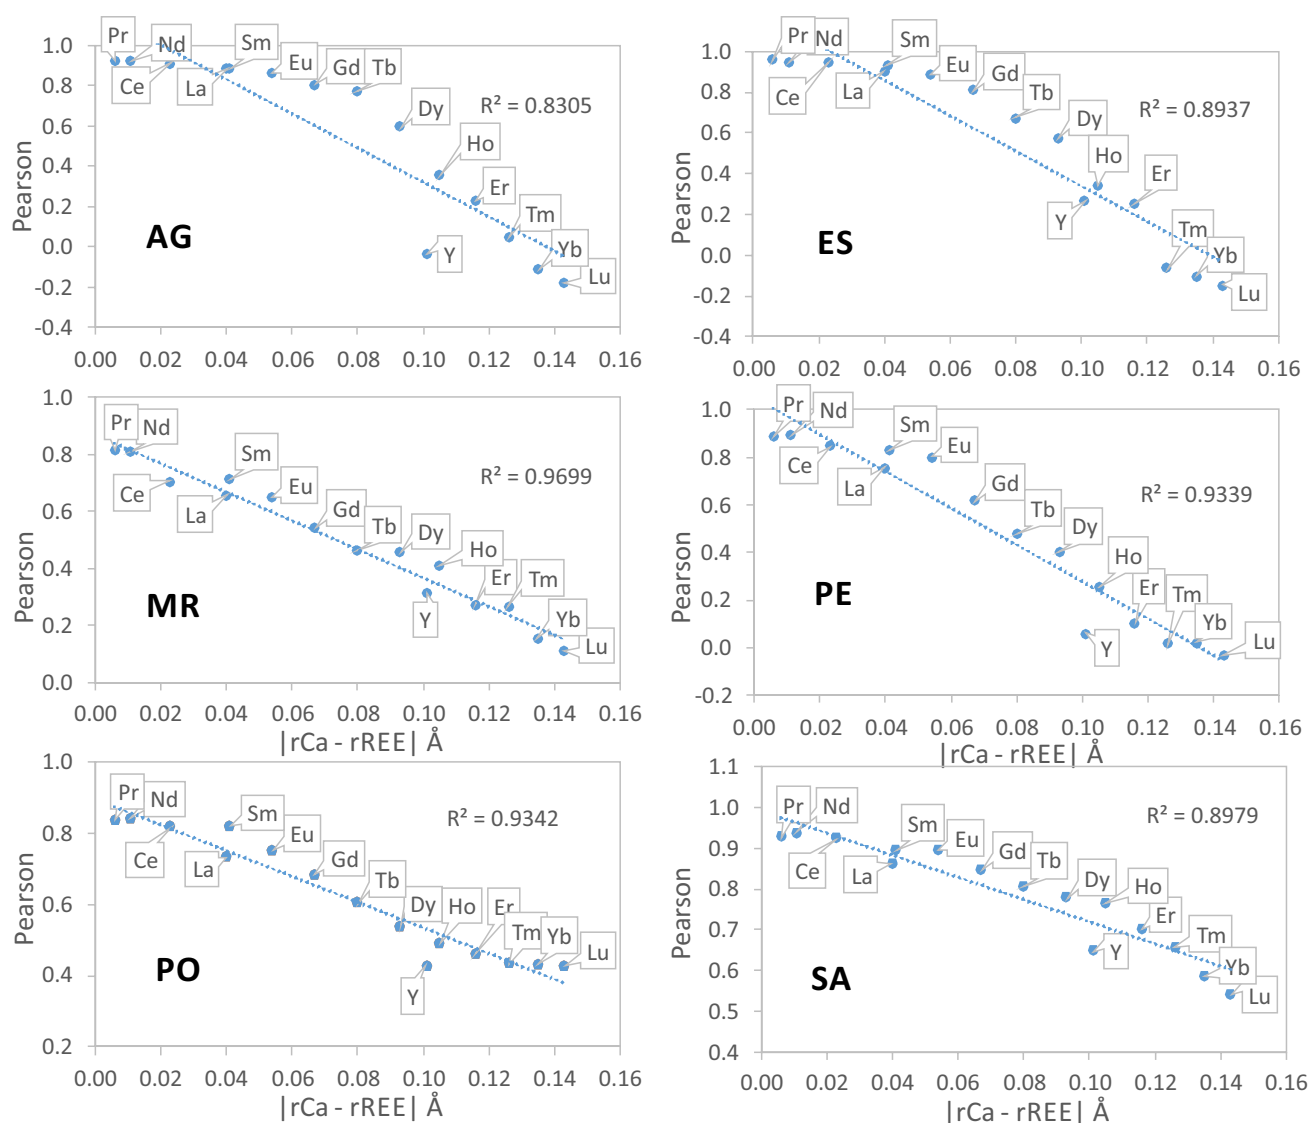 Pr
Nd
Sm
Eu
Gd
Tb
Ce
La
Dy
Ho
Er
Tm
Yb
Lu
Y
R² = 0.8305
AG
Pearson
1.0
0.8
0.6
0.4
0.2
0.0
-0.2
-0.4
0.00 0.02 0.04 0.06 0.08 0.10 0.12 0.14 0.16
Pr
Nd
Sm
Eu
Gd
Tb
Ce
La
Dy
Ho
Er
Y
Tm
Yb
Lu
R² = 0.8937
ES
Pearson
1.0
0.8
0.6
0.4
0.2
0.0
-0.2
-0.4
0.00 0.02 0.04 0.06 0.08 0.10 0.12 0.14 0.16
Pr
Nd
Sm
Ce
La
Eu
Gd
Tb
Dy
Ho
Er
Tm
Y
Yb
Lu
R² = 0.9699
MR
Pearson
1.0
0.8
0.6
0.4
0.2
0.0
0.00 0.02 0.04 0.06 0.08 0.10 0.12 0.14 0.16
|rCa - rREE| Å
Pr
Nd
Sm
Eu
Ce
La
Gd
Tb
Dy
Ho
Er
Tm
Yb
Lu
Y
R² = 0.9339
PE
Pearson
1.0
0.8
0.6
0.4
0.2
0.0
-0.2
0.00 0.02 0.04 0.06 0.08 0.10 0.12 0.14 0.16
|rCa - rREE| Å
Pr
Nd
Sm
Eu
Ce
La
Gd
Tb
Dy
Ho
Er
Tm
Yb
Lu
Y
R² = 0.9342
PO
Pearson
1.0
0.8
0.6
0.4
0.2
0.00 0.02 0.04 0.06 0.08 0.10 0.12 0.14 0.16
|rCa - rREE| Å
Pr
Nd
Sm
Eu
Gd
Tb
Ce
La
Dy
Ho
Er
Tm
Y
Yb
Lu
R² = 0.8979
SA
Pearson
1.1
1.0
0.9
0.8
0.7
0.6
0.5
0.4
0.00 0.02 0.04 0.06 0.08 0.10 0.12 0.14 0.16
|rCa - rREE| Å